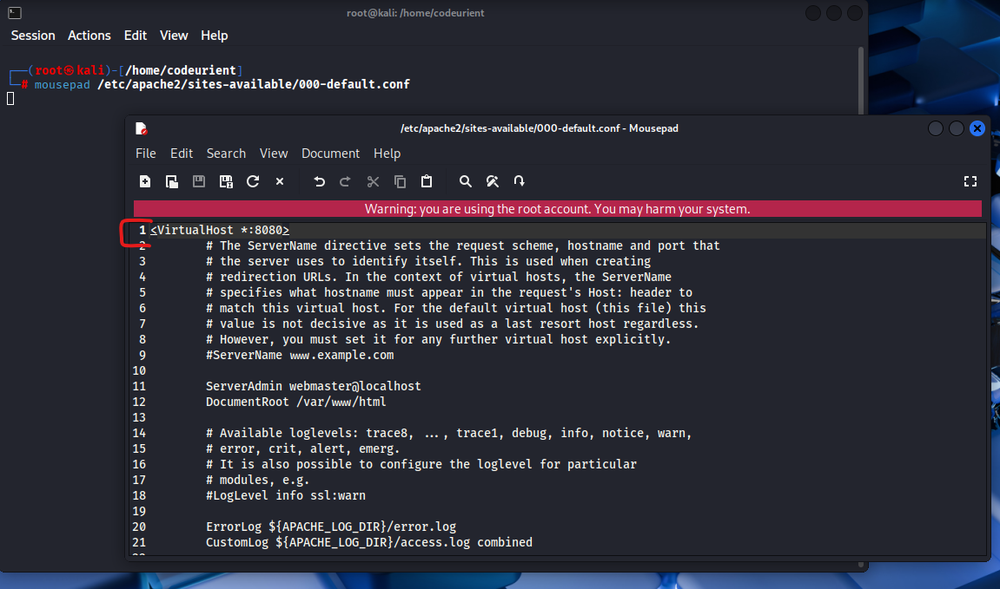 root@kali: /home/codeurient
Session Actions Edit View Help
┌──(root㉿kali)-[/home/codeurient]
└─# mousepad /etc/apache2/sites-available/000-default.conf
/etc/apache2/sites-available/000-default.conf - Mousepad
File Edit Search View Document Help
Warning: you are using the root account. You may harm your system.
1 <VirtualHost *:8080>
2 # The ServerName directive sets the request scheme, hostname and port that
3 # the server uses to identify itself. This is used when creating
4 # redirection URLs. In the context of virtual hosts, the ServerName
5 # specifies what hostname must appear in the request's Host: header to
6 # match this virtual host. For the default virtual host (this file) this
7 # value is not decisive as it is used as a last resort host regardless.
8 # However, you must set it for any further virtual host explicitly.
9 #ServerName www.example.com
10
11 ServerAdmin webmaster@localhost
12 DocumentRoot /var/www/html
13
14 # Available loglevels: trace8, ..., trace1, debug, info, notice, warn,
15 # error, crit, alert, emerg.
16 # It is also possible to configure the loglevel for particular
17 # modules, e.g.
18 #LogLevel info ssl:warn
19
20 ErrorLog ${APACHE_LOG_DIR}/error.log
21 CustomLog ${APACHE_LOG_DIR}/access.log combined